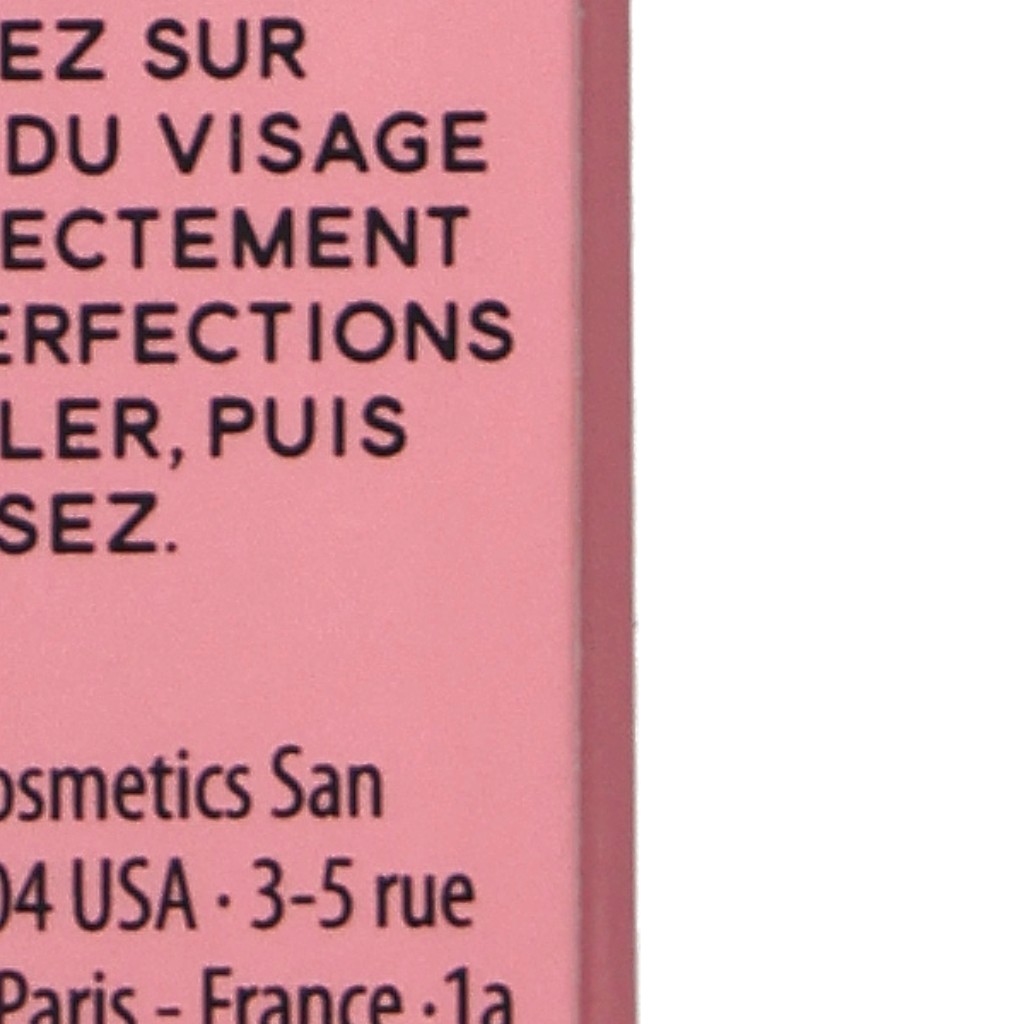 EZ SUR
DU VISAGE
ECTEMENT
ERFECTIONS
LER, PUIS
SEZ.
osmetics San
04 USA · 3-5 rue
Paris - France · 1a